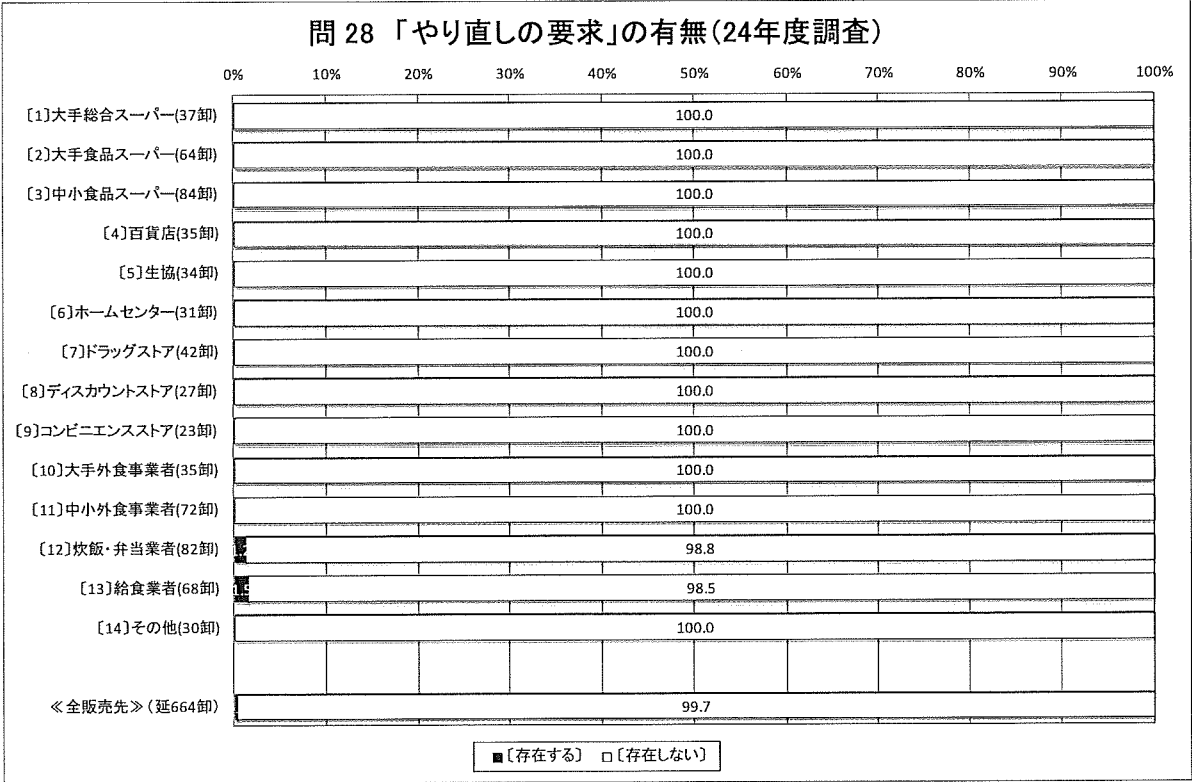 問 28 「やり直しの要求」の有無(24年度調査)
0% 10% 20% 30% 40% 50% 60% 70% 80% 90% 100%
〔1〕大手総合スーパー(37卸) 100.0
〔2〕大手食品スーパー(64卸) 100.0
〔3〕中小食品スーパー(84卸) 100.0
〔4〕百貨店(35卸) 100.0
〔5〕生協(34卸) 100.0
〔6〕ホームセンター(31卸) 100.0
〔7〕ドラッグストア(42卸) 100.0
〔8〕ディスカウントストア(27卸) 100.0
〔9〕コンビニエンスストア(23卸) 100.0
〔10〕大手外食事業者(35卸) 100.0
〔11〕中小外食事業者(72卸) 100.0
〔12〕炊飯・弁当業者(82卸) 98.8
〔13〕給食業者(68卸) 98.5
〔14〕その他(30卸) 100.0
≪全販売先≫(延664卸) 99.7
■〔存在する〕 □〔存在しない〕